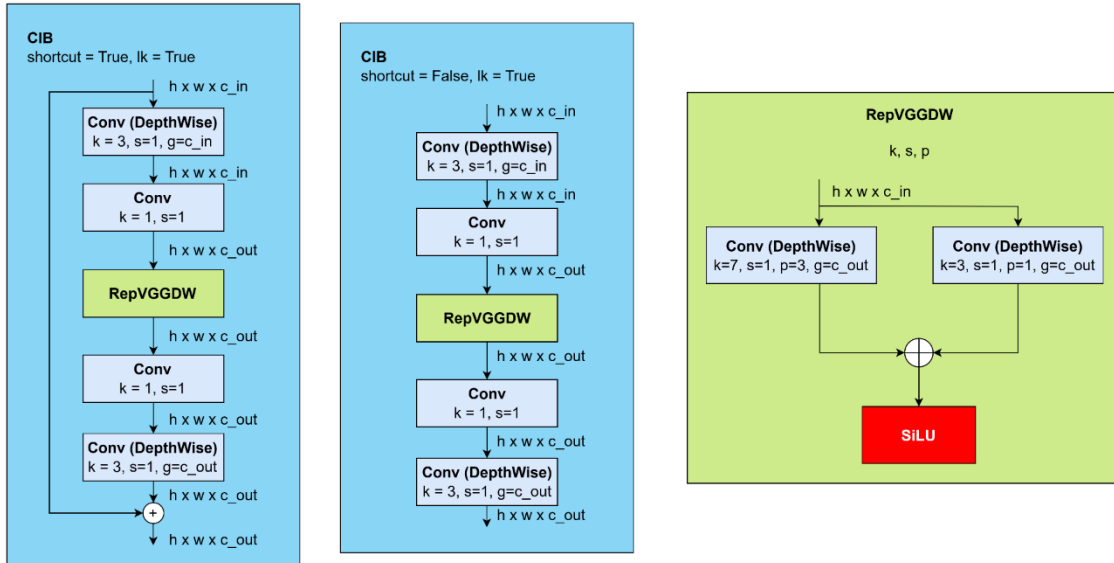 CIB
shortcut = True, lk = True
h x w x c_in
Conv (DepthWise)
k = 3, s=1, g=c_in
h x w x c_in
Conv
k = 1, s=1
h x w x c_out
RepVGGDW
h x w x c_out
Conv
k = 1, s=1
h x w x c_out
Conv (DepthWise)
k = 3, s=1, g=c_out
h x w x c_out
+
h x w x c_out
CIB
shortcut = False, lk = True
h x w x c_in
Conv (DepthWise)
k = 3, s=1, g=c_in
h x w x c_in
Conv
k = 1, s=1
h x w x c_out
RepVGGDW
h x w x c_out
Conv
k = 1, s=1
h x w x c_out
Conv (DepthWise)
k = 3, s=1, g=c_out
h x w x c_out
RepVGGDW
k, s, p
h x w x c_in
Conv (DepthWise)
k=7, s=1, p=3, g=c_out
Conv (DepthWise)
k=3, s=1, p=1, g=c_out
SiLU